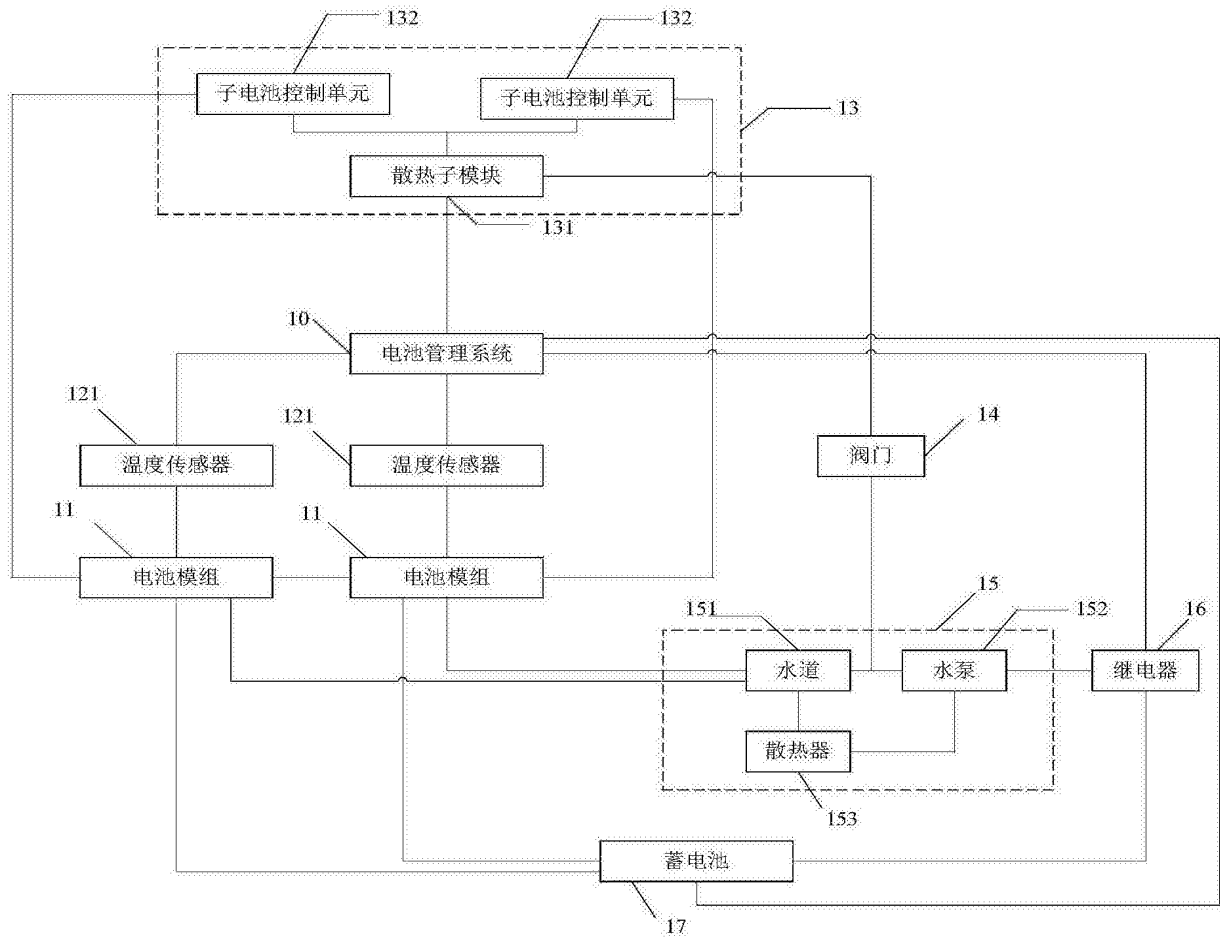 132
132
子电池控制单元
子电池控制单元
13
散热子模块
131
10
电池管理系统
121
121
14
温度传感器
温度传感器
阀门
11
11
电池模组
电池模组
15
151
152
16
水道
水泵
继电器
散热器
153
蓄电池
17